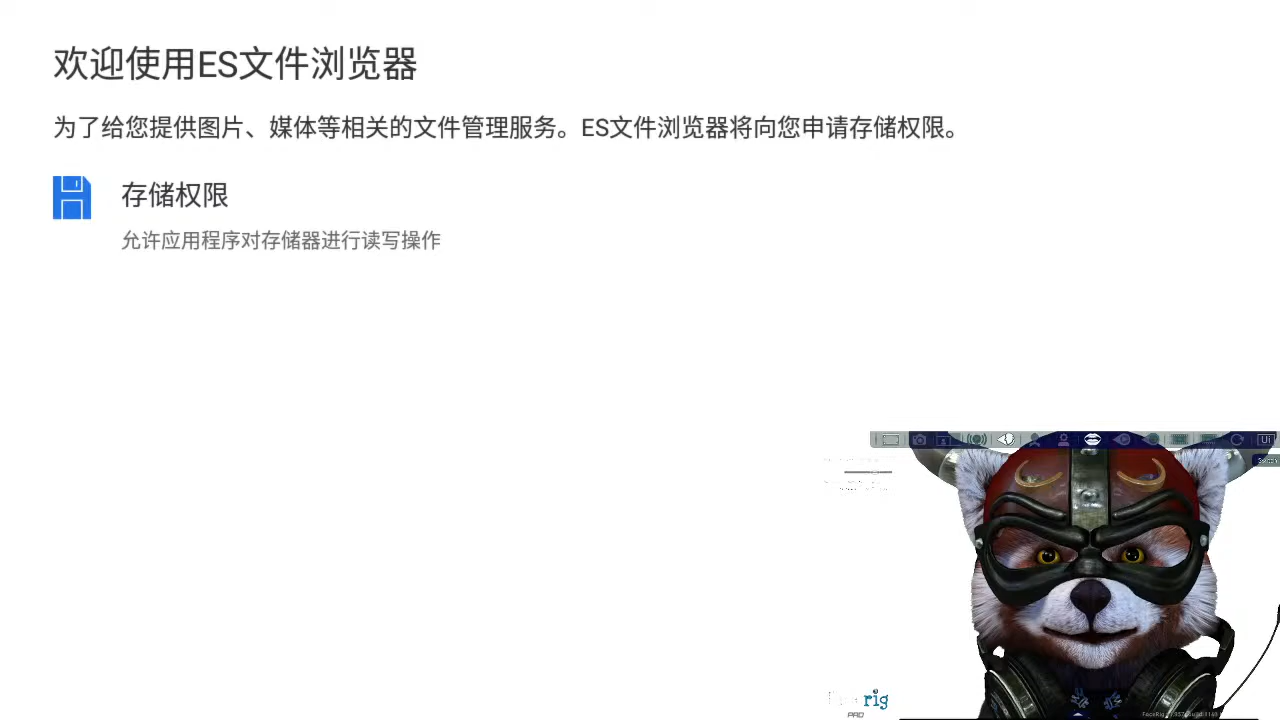 欢迎使用ES文件浏览器
为了给您提供图片、媒体等相关的文件管理服务。ES文件浏览器将向您申请存储权限。
存储权限
允许应用程序对存储器进行读写操作
Ui
Switch
rig
PRO